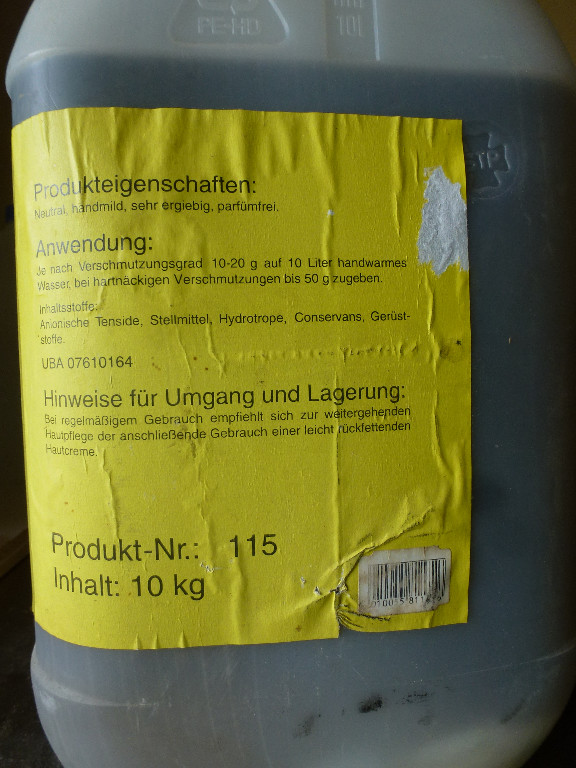 PE-HD
10l
Produkteigenschaften:
Neutral, handmild, sehr ergiebig, parfümfrei.
Anwendung:
Je nach Verschmutzungsgrad 10-20 g auf 10 Liter handwarmes
Wasser, bei hartnäckigen Verschmutzungen bis 50 g zugeben.
Inhaltsstoffe:
Anionische Tenside, Stellmittel, Hydrotrope, Conservans, Gerüst-
stoffe.
UBA 07610164
Hinweise für Umgang und Lagerung:
Bei regelmäßigem Gebrauch empfiehlt sich zur weitergehenden
Hautpflege der anschließende Gebrauch einer leicht rückfettenden
Hautcreme.
Produkt-Nr.: 115
Inhalt: 10 kg